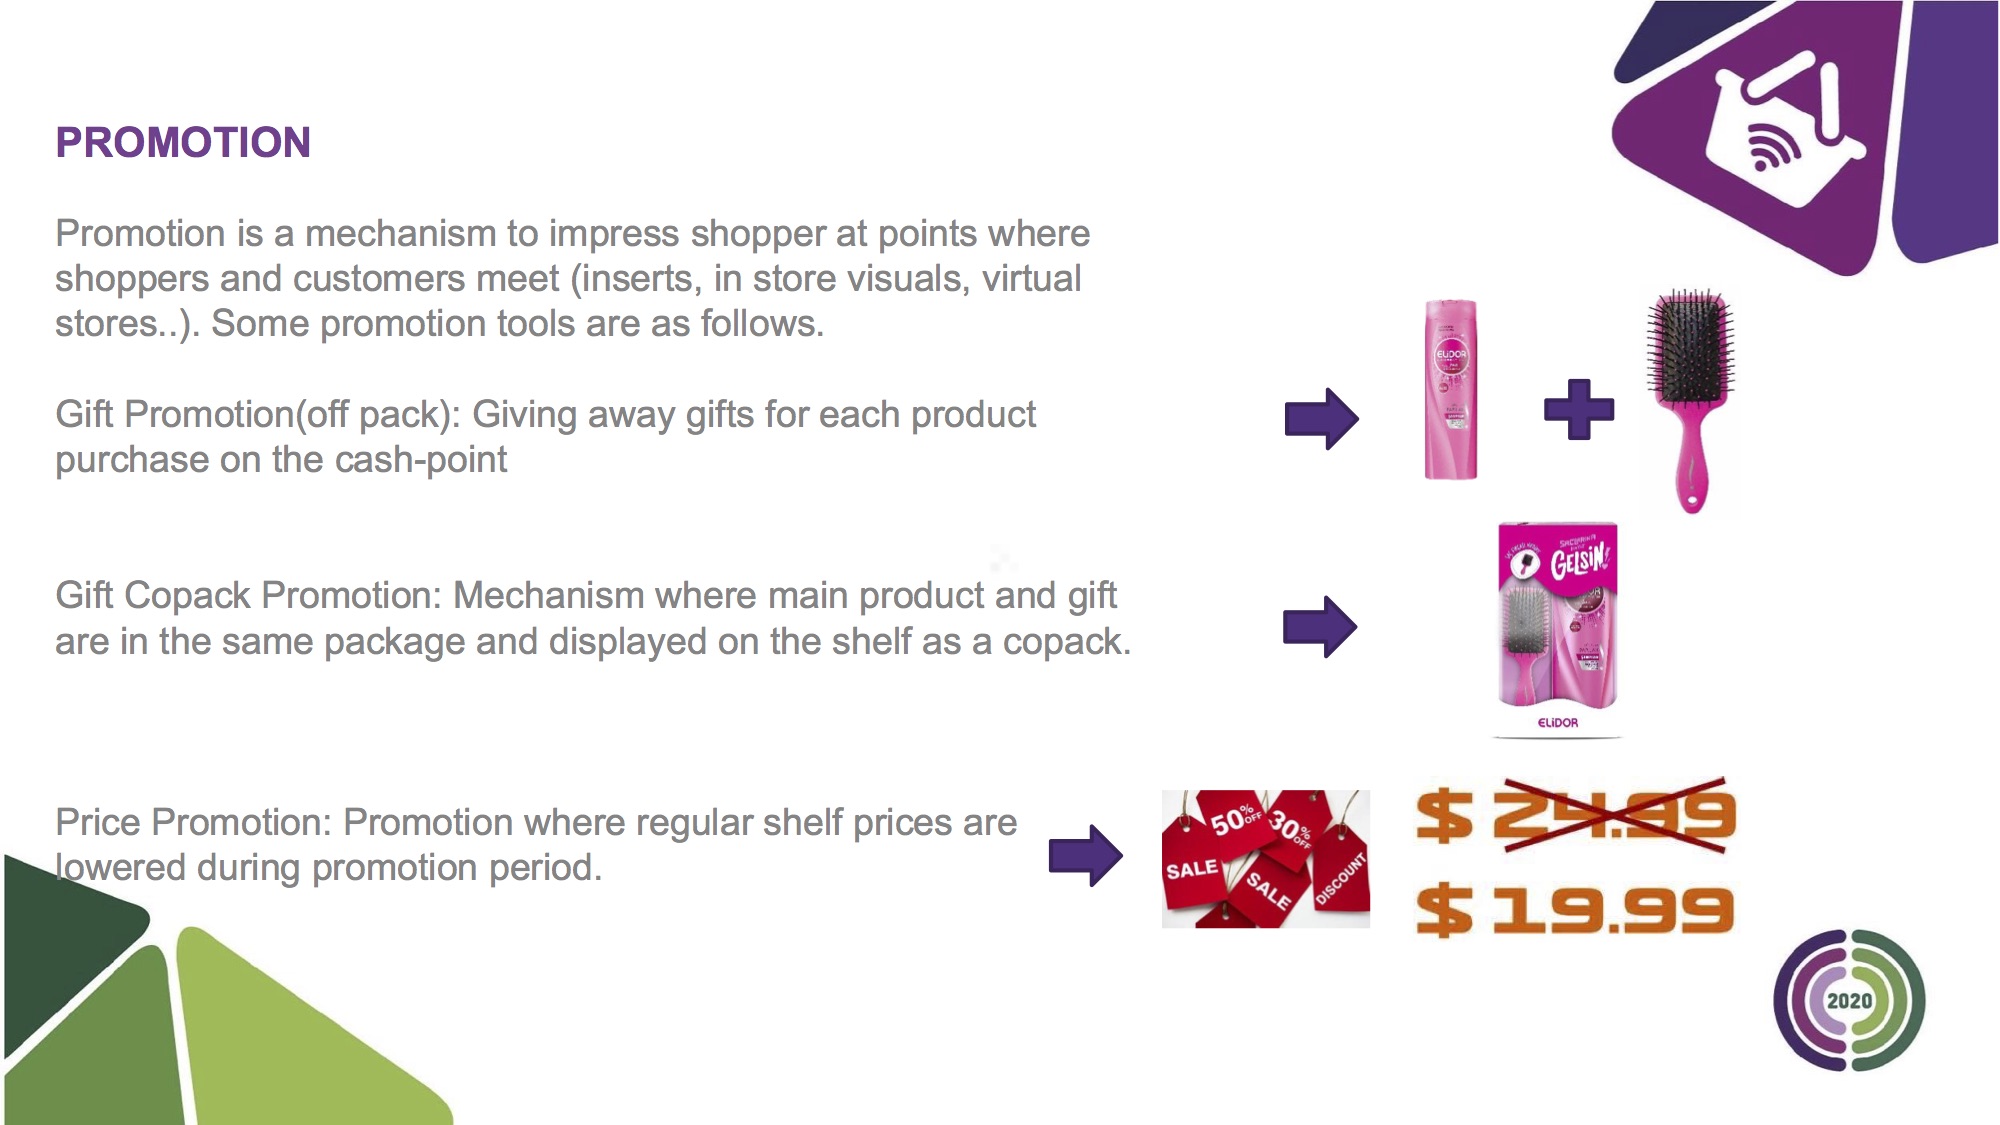 PROMOTION
Promotion is a mechanism to impress shopper at points where
shoppers and customers meet (inserts, in store visuals, virtual
stores..). Some promotion tools are as follows.
Gift Promotion(off pack): Giving away gifts for each product
purchase on the cash-point
ELiDOR
Gift Copack Promotion: Mechanism where main product and gift
are in the same package and displayed on the shelf as a copack.
GELSiN!
ELiDOR
Price Promotion: Promotion where regular shelf prices are
lowered during promotion period.
50% OFF
30% OFF
SALE
SALE
DISCOUNT
$ 24.99
$ 19.99
2020